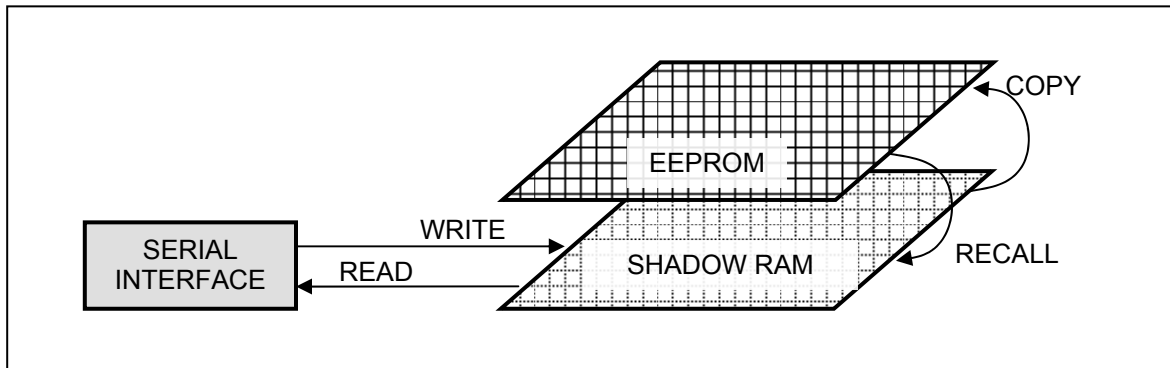 COPY
EEPROM
WRITE
SERIAL
INTERFACE
READ
SHADOW RAM
RECALL